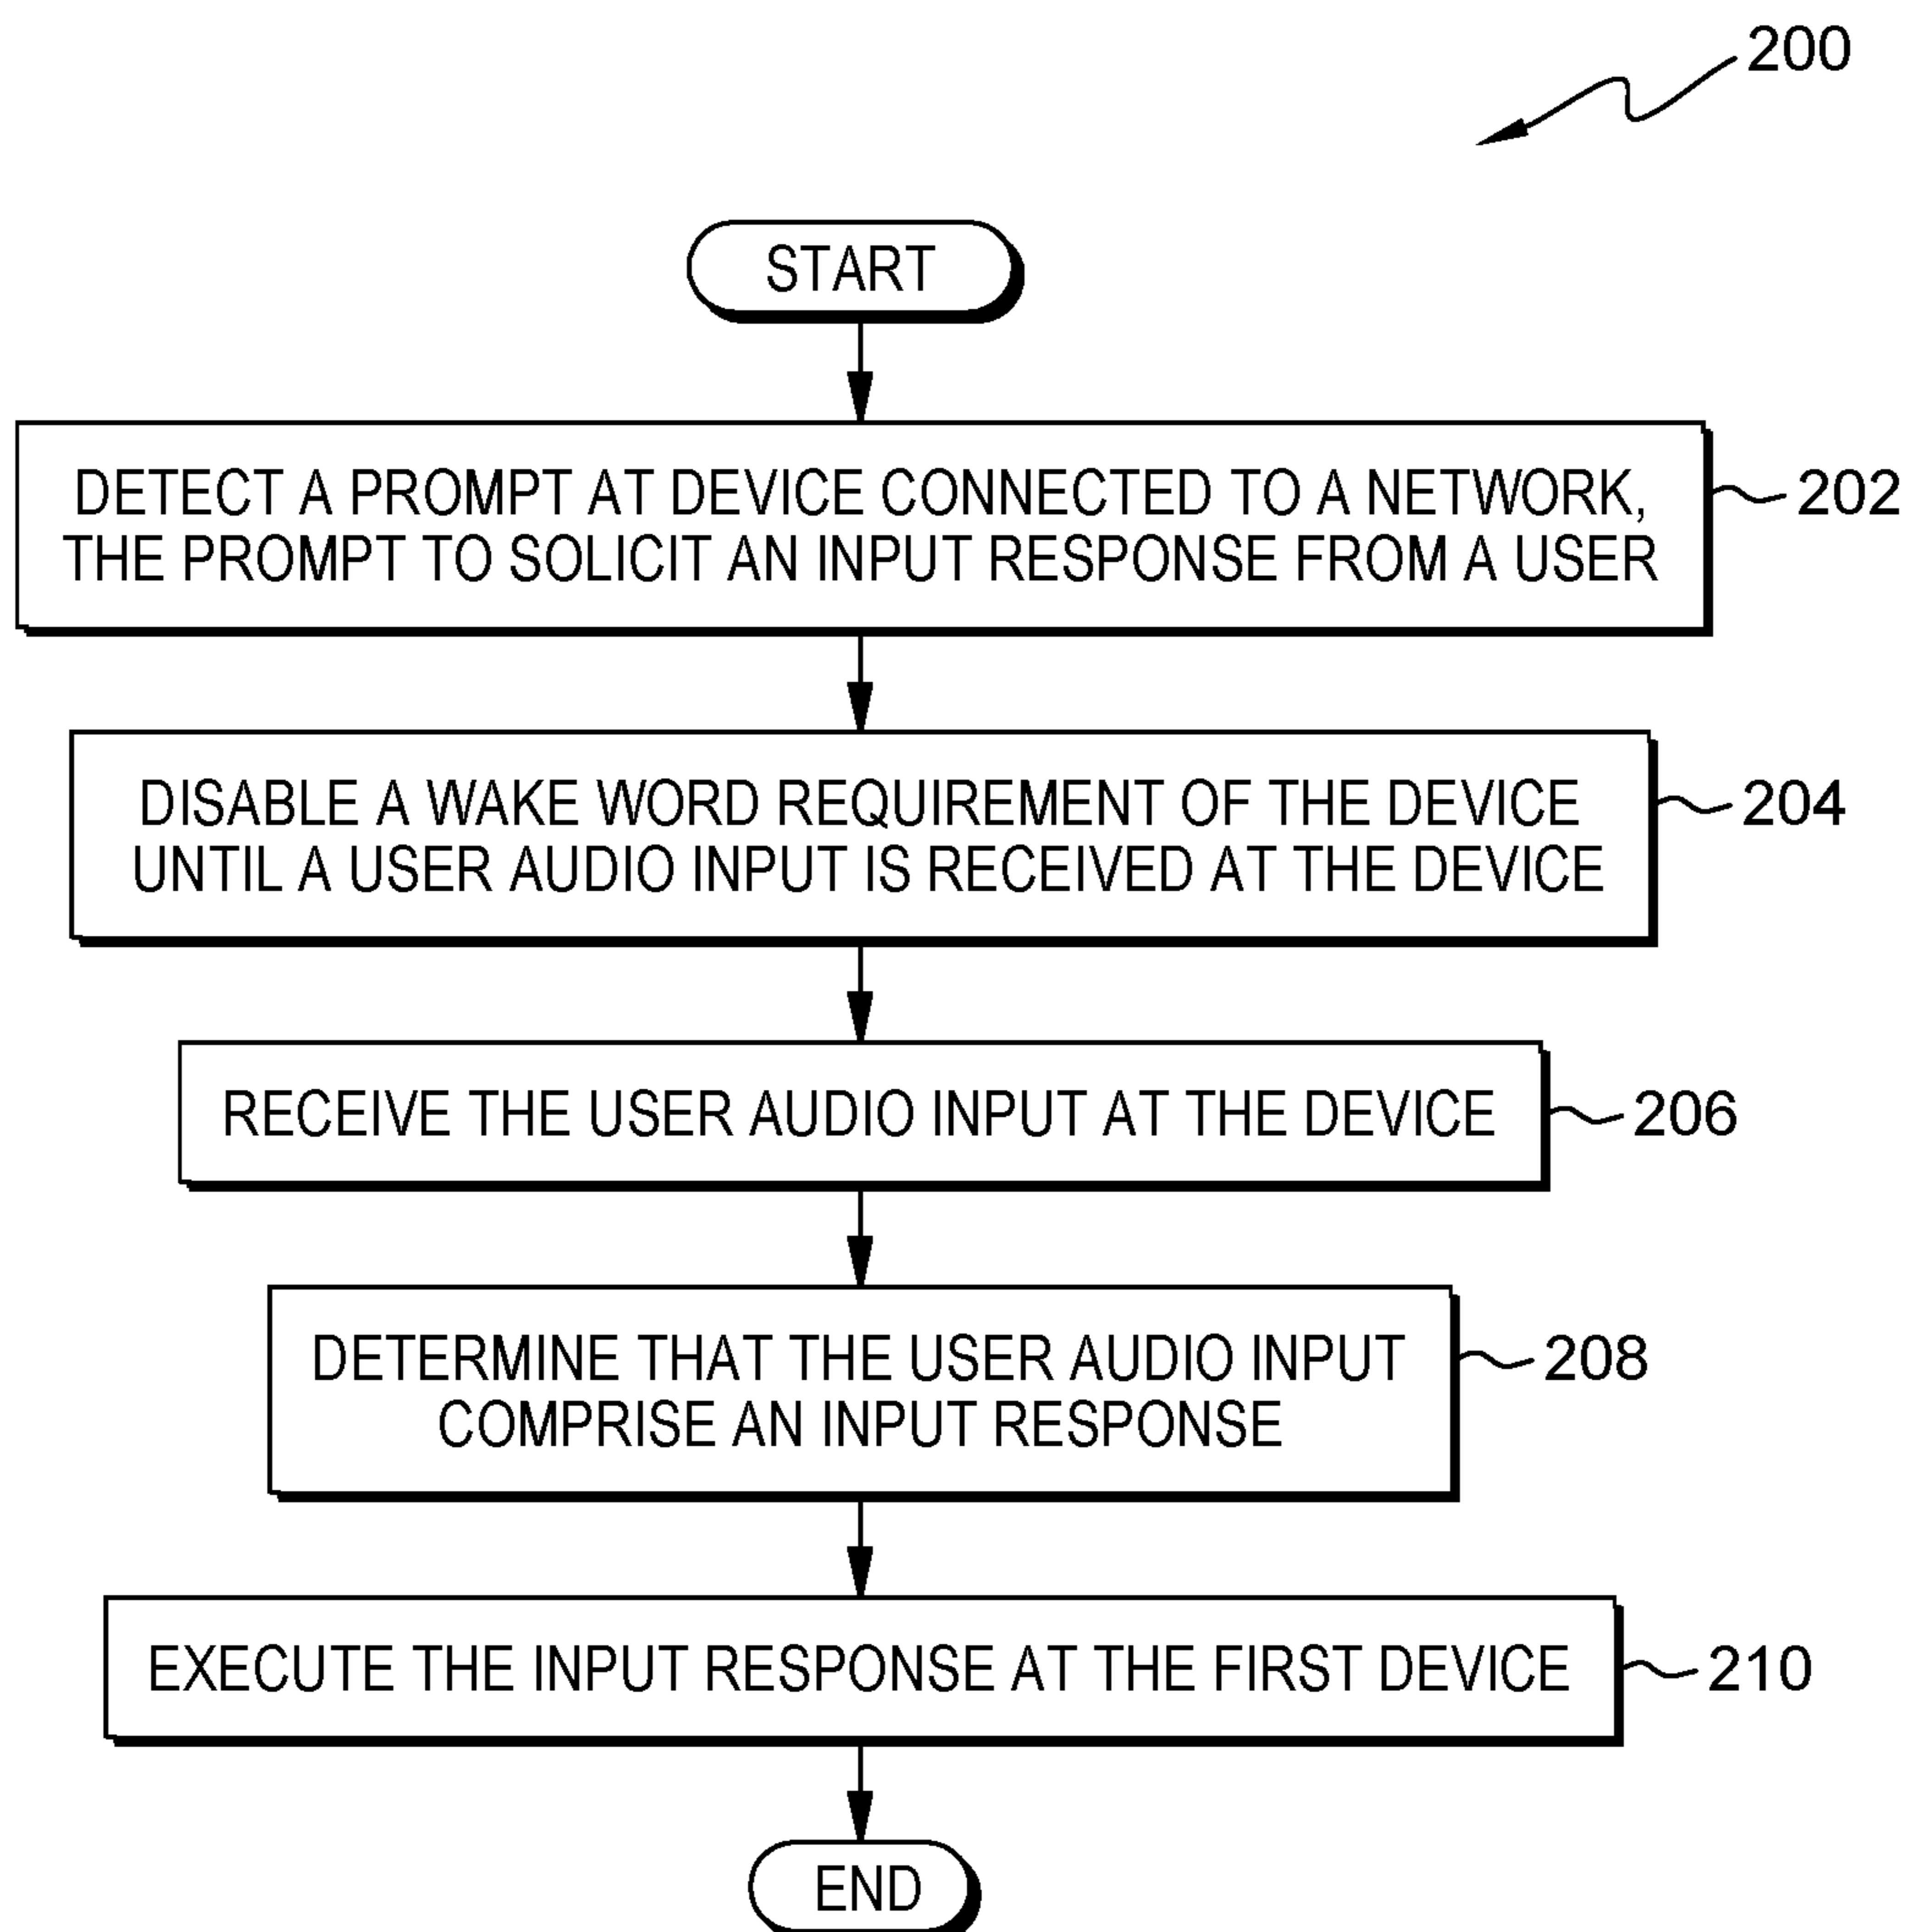 200
START
DETECT A PROMPT AT DEVICE CONNECTED TO A NETWORK,
THE PROMPT TO SOLICIT AN INPUT RESPONSE FROM A USER
202
DISABLE A WAKE WORD REQUIREMENT OF THE DEVICE
UNTIL A USER AUDIO INPUT IS RECEIVED AT THE DEVICE
204
RECEIVE THE USER AUDIO INPUT AT THE DEVICE
206
DETERMINE THAT THE USER AUDIO INPUT
COMPRISE AN INPUT RESPONSE
208
EXECUTE THE INPUT RESPONSE AT THE FIRST DEVICE
210
END